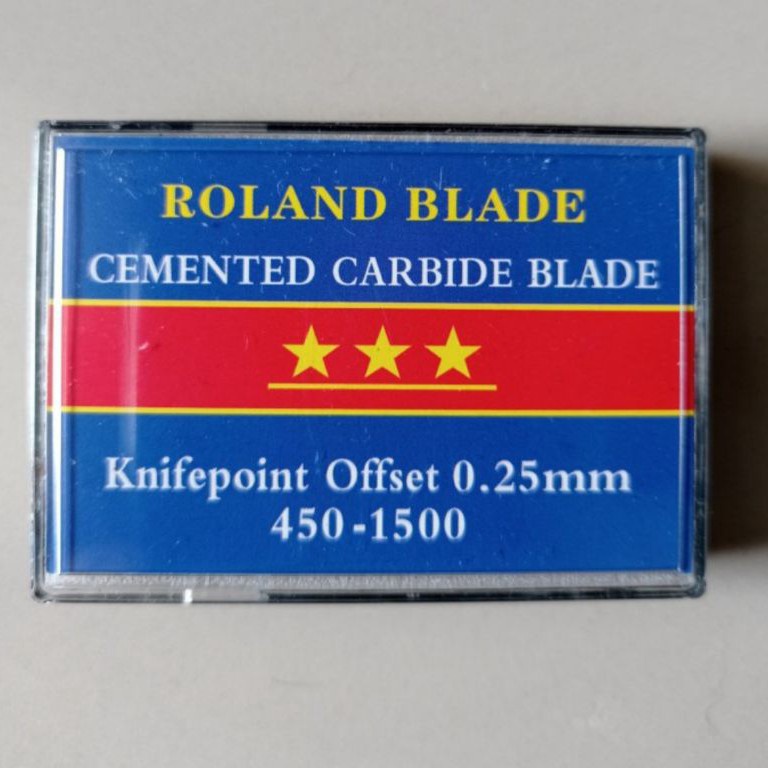 ROLAND BLADE
CEMENTED CARBIDE BLADE
Knifepoint Offset 0.25mm
450-1500